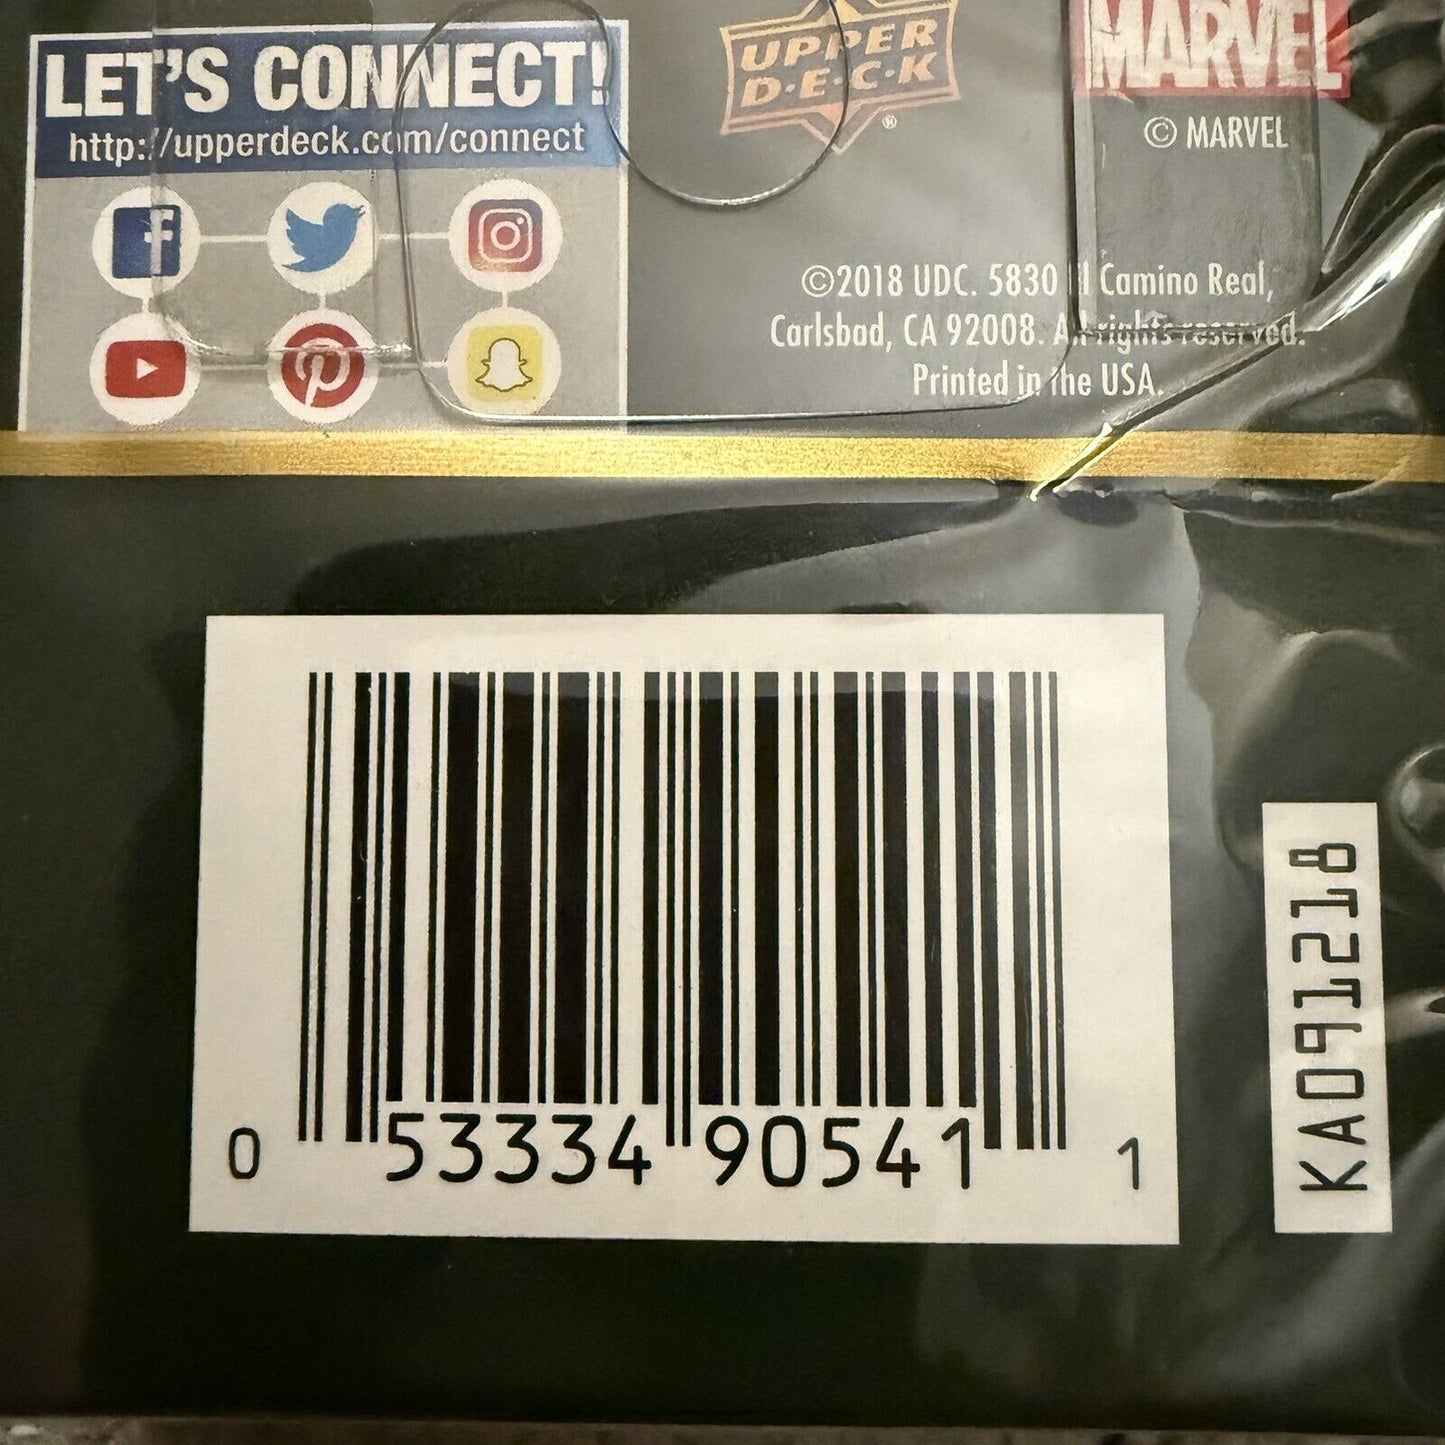 LET'S CONNECT!
http://upperdeck.com/connect
UPPER
D·E·C·K
®
MARVEL
© MARVEL
©2018 UDC. 5830 El Camino Real,
Carlsbad, CA 92008. All rights reserved.
Printed in the USA.
0 53334 90541 1
KA091218